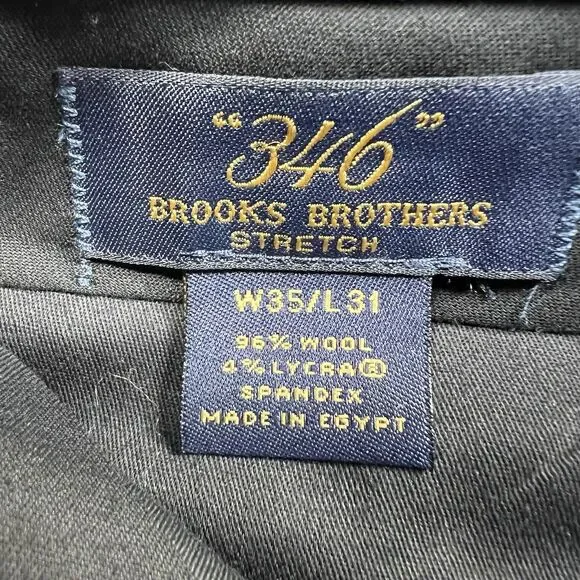 "346"
BROOKS BROTHERS
STRETCH
W35/L31
96% WOOL
4% LYCRA®
SPANDEX
MADE IN EGYPT